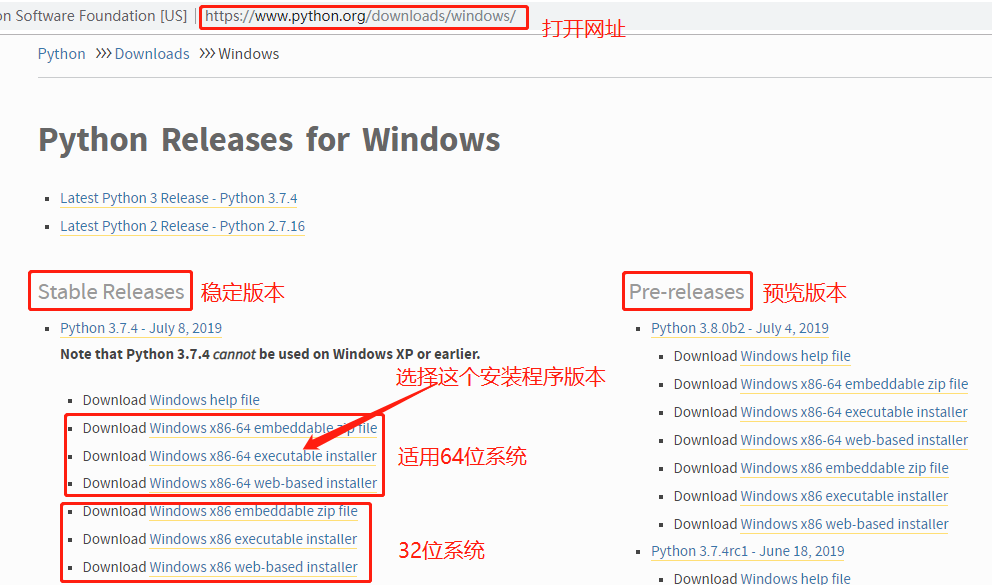 on Software Foundation [US] | https://www.python.org/downloads/windows/
打开网址
Python >>> Downloads >>> Windows
Python Releases for Windows
Latest Python 3 Release - Python 3.7.4
Latest Python 2 Release - Python 2.7.16
Stable Releases
稳定版本
Python 3.7.4 - July 8, 2019
Note that Python 3.7.4 cannot be used on Windows XP or earlier.
选择这个安装程序版本
Download Windows help file
Download Windows x86-64 embeddable zip file
Download Windows x86-64 executable installer
Download Windows x86-64 web-based installer
适用64位系统
Download Windows x86 embeddable zip file
Download Windows x86 executable installer
Download Windows x86 web-based installer
32位系统
Pre-releases
预览版本
Python 3.8.0b2 - July 4, 2019
Download Windows help file
Download Windows x86-64 embeddable zip file
Download Windows x86-64 executable installer
Download Windows x86-64 web-based installer
Download Windows x86 embeddable zip file
Download Windows x86 executable installer
Download Windows x86 web-based installer
Python 3.7.4rc1 - June 18, 2019
Download Windows help file